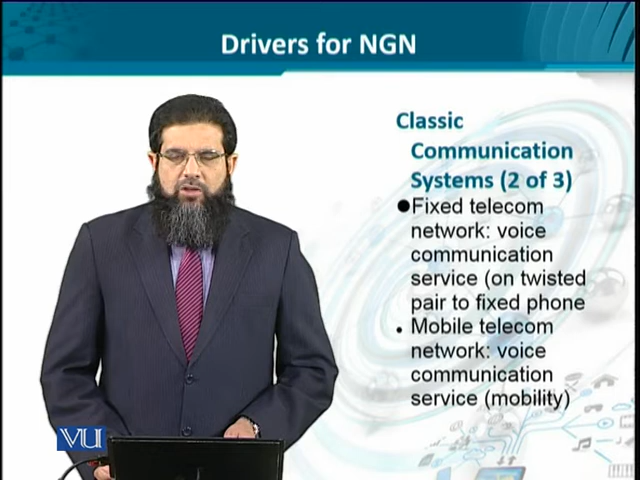 Drivers for NGN
Classic
Communication
Systems (2 of 3)
●Fixed telecom
network: voice
communication
service (on twisted
pair to fixed phone
• Mobile telecom
network: voice
communication
service (mobility)
VU